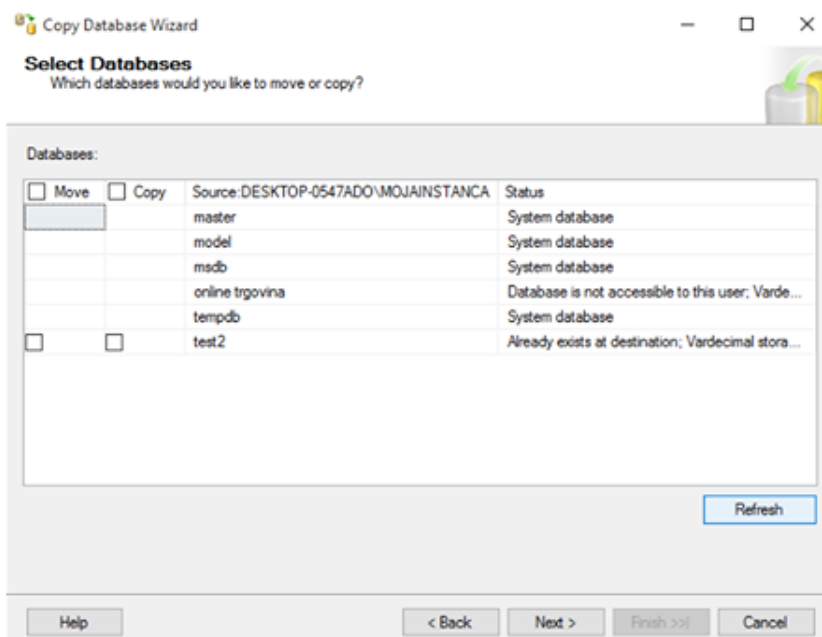 Copy Database Wizard
Select Databases
Which databases would you like to move or copy?
Databases:
Move Copy Source:DESKTOP-0547ADO\MOJAINSTANCA Status
master System database
model System database
msdb System database
online trgovina Database is not accessible to this user; Varde...
tempdb System database
test2 Already exists at destination; Vardecimal stora...
Refresh
Help < Back Next > Finish >>| Cancel